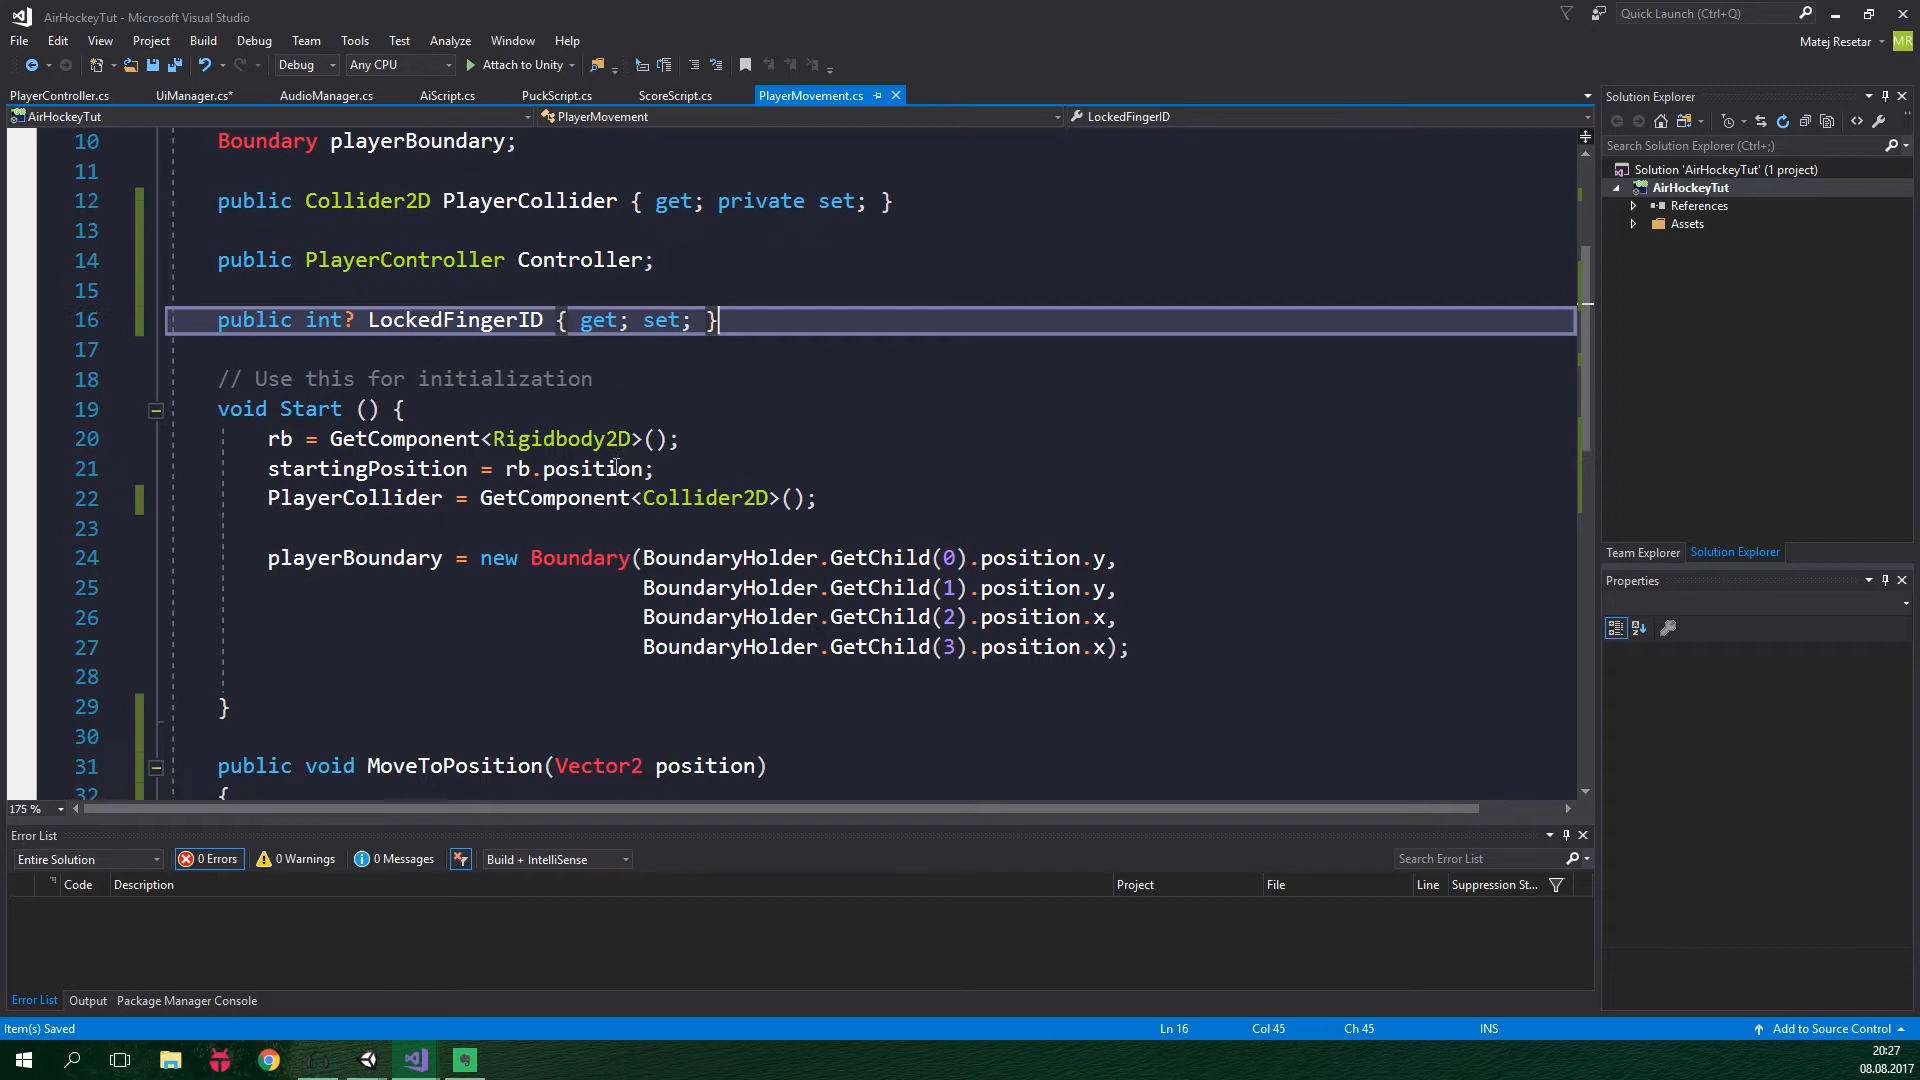 AirHockeyTut - Microsoft Visual Studio
Quick Launch (Ctrl+Q)
File Edit View Project Build Debug Team Tools Test Analyze Window Help
Matej Resetar MR
Debug Any CPU Attach to Unity
PlayerController.cs UiManager.cs* AudioManager.cs AiScript.cs PuckScript.cs ScoreScript.cs PlayerMovement.cs
AirHockeyTut PlayerMovement LockedFingerID
10 Boundary playerBoundary;
11
12 public Collider2D PlayerCollider { get; private set; }
13
14 public PlayerController Controller;
15
16 public int? LockedFingerID { get; set; }
17
18 // Use this for initialization
19 void Start () {
20 rb = GetComponent<Rigidbody2D>();
21 startingPosition = rb.position;
22 PlayerCollider = GetComponent<Collider2D>();
23
24 playerBoundary = new Boundary(BoundaryHolder.GetChild(0).position.y,
25 BoundaryHolder.GetChild(1).position.y,
26 BoundaryHolder.GetChild(2).position.x,
27 BoundaryHolder.GetChild(3).position.x);
28
29 }
30
31 public void MoveToPosition(Vector2 position)
32 {
175 %
Solution Explorer
Search Solution Explorer (Ctrl+;)
Solution 'AirHockeyTut' (1 project)
AirHockeyTut
References
Assets
Team Explorer Solution Explorer
Properties
Error List
Entire Solution 0 Errors 0 Warnings 0 Messages Build + IntelliSense Search Error List
Code Description Project File Line Suppression St...
Error List Output Package Manager Console
Item(s) Saved Ln 16 Col 45 Ch 45 INS Add to Source Control
20:27
08.08.2017